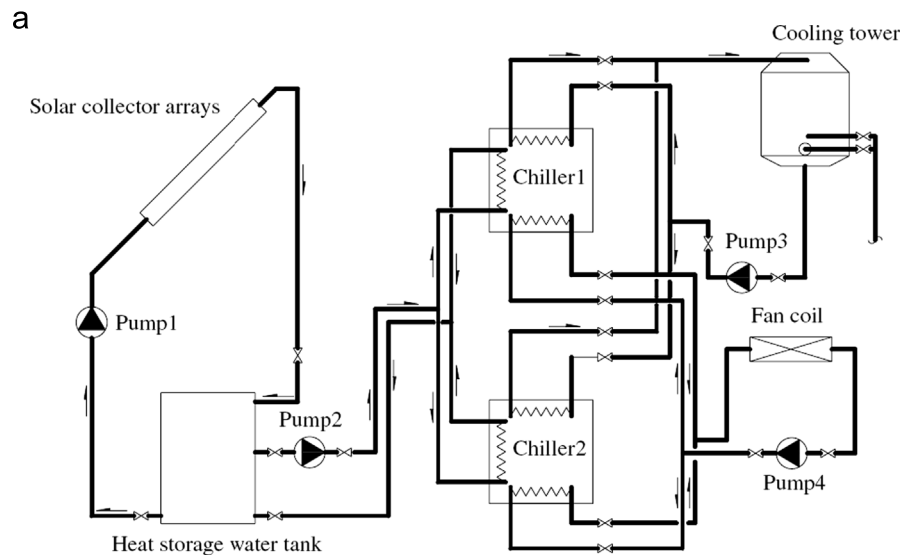 a
Cooling tower
Solar collector arrays
Chiller1
Pump3
Pump1
Fan coil
Pump2
Chiller2
Pump4
Heat storage water tank